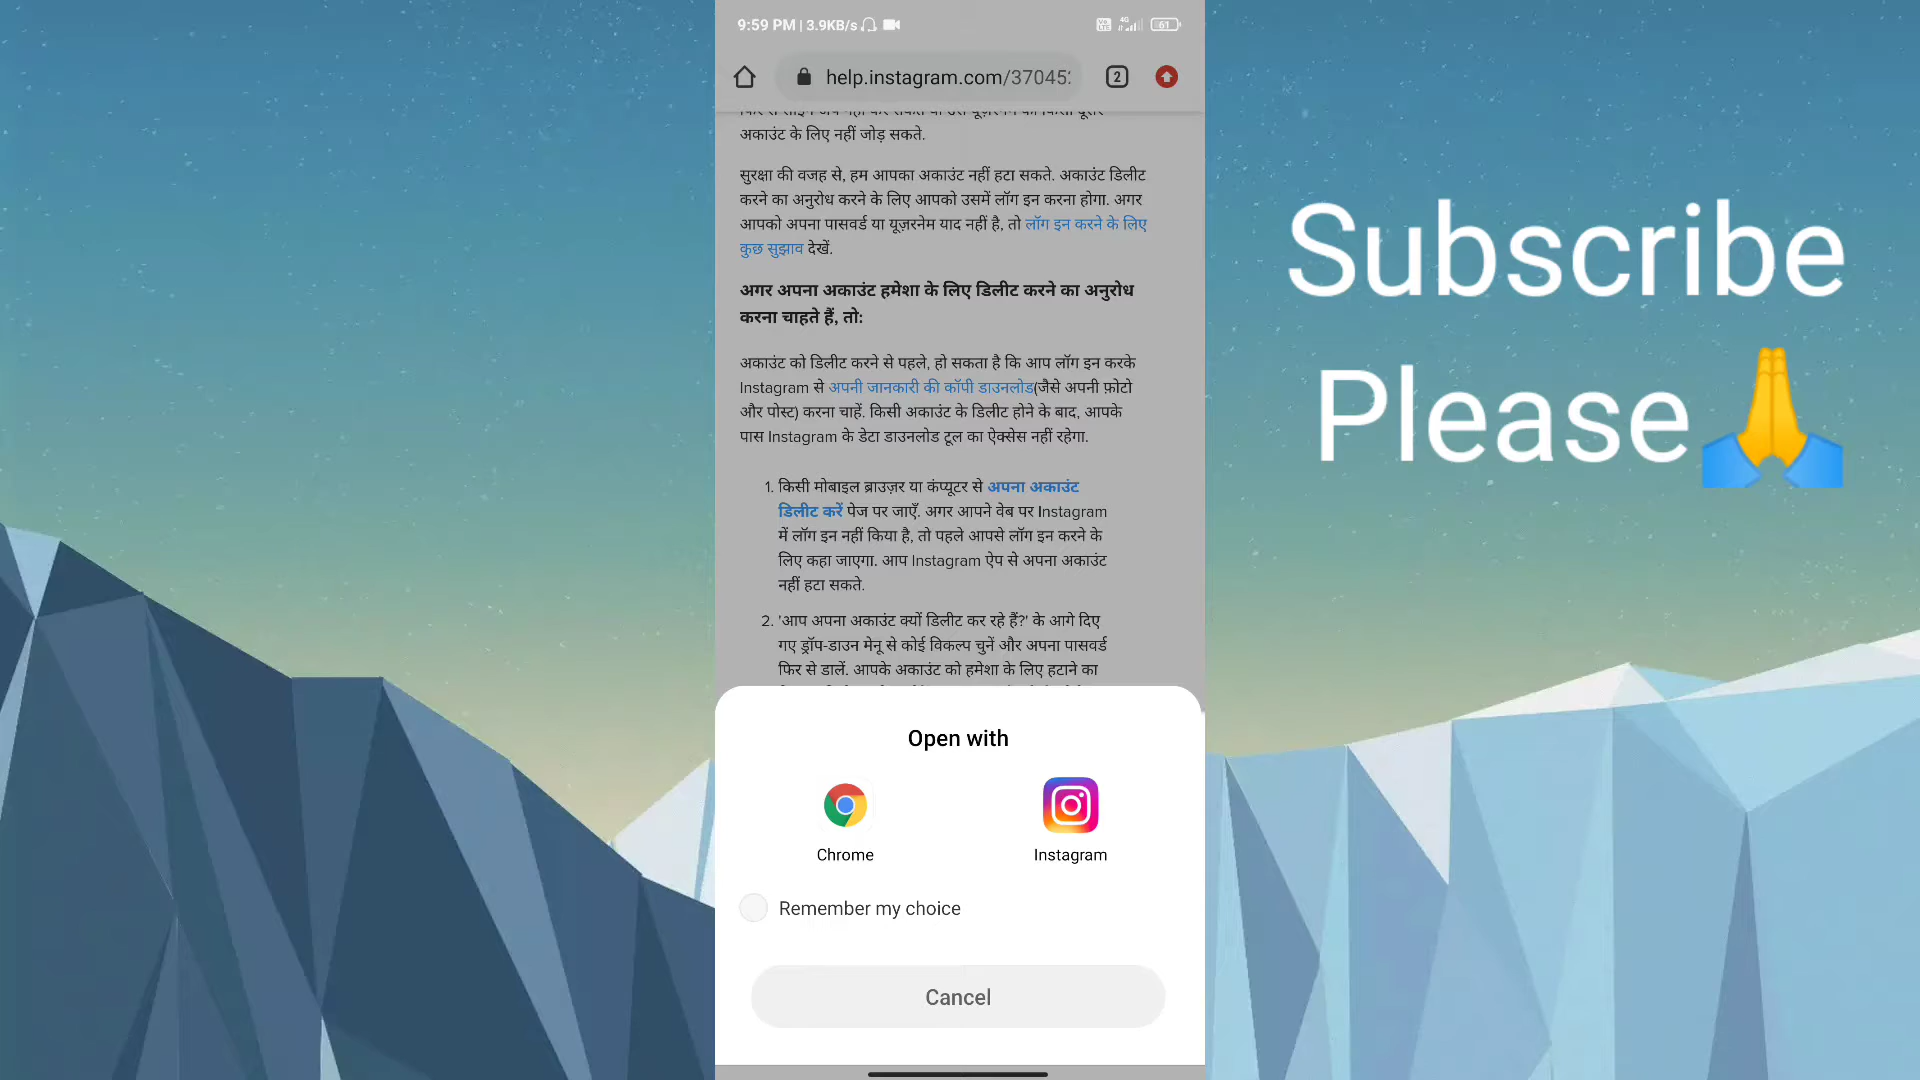 9:59 PM | 3.9KB/s
Vo LTE 4G 61
help.instagram.com/37045
2
अकाउंट के लिए नहीं जोड़ सकते.
सुरक्षा की वजह से, हम आपका अकाउंट नहीं हटा सकते. अकाउंट डिलीट
करने का अनुरोध करने के लिए आपको उसमें लॉग इन करना होगा. अगर
आपको अपना पासवर्ड या यूज़रनेम याद नहीं है, तो लॉग इन करने के लिए
कुछ सुझाव देखें.
अगर अपना अकाउंट हमेशा के लिए डिलीट करने का अनुरोध
करना चाहते हैं, तो:
अकाउंट को डिलीट करने से पहले, हो सकता है कि आप लॉग इन करके
Instagram से अपनी जानकारी की कॉपी डाउनलोड(जैसे अपनी फ़ोटो
और पोस्ट) करना चाहें. किसी अकाउंट के डिलीट होने के बाद, आपके
पास Instagram के डेटा डाउनलोड टूल का ऐक्सेस नहीं रहेगा.
1. किसी मोबाइल ब्राउज़र या कंप्यूटर से अपना अकाउंट
डिलीट करें पेज पर जाएँ. अगर आपने वेब पर Instagram
में लॉग इन नहीं किया है, तो पहले आपसे लॉग इन करने के
लिए कहा जाएगा. आप Instagram ऐप से अपना अकाउंट
नहीं हटा सकते.
2. 'आप अपना अकाउंट क्यों डिलीट कर रहे हैं?' के आगे दिए
गए ड्रॉप-डाउन मेनू से कोई विकल्प चुनें और अपना पासवर्ड
फिर से डालें. आपके अकाउंट को हमेशा के लिए हटाने का
Open with
Chrome Instagram
Remember my choice
Cancel
Subscribe
Please🙏